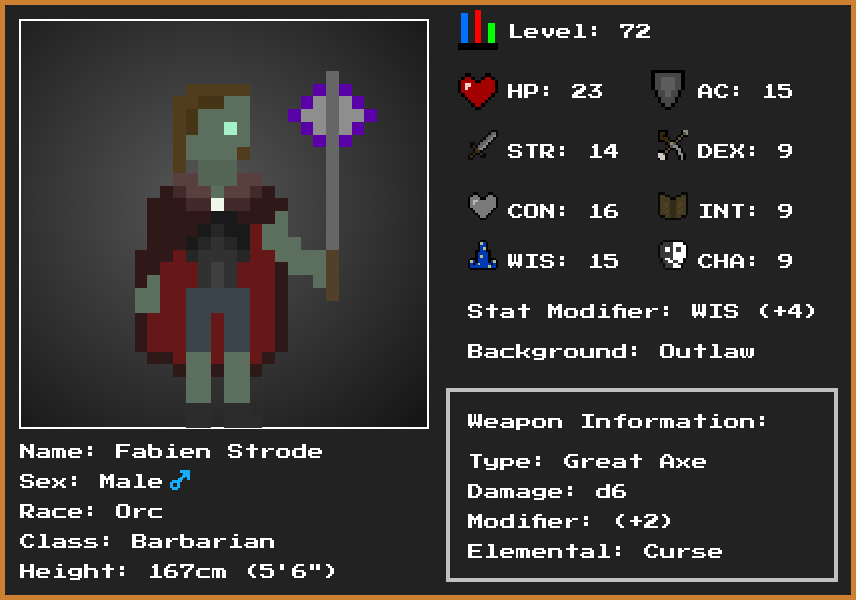 Level: 72
HP: 23
AC: 15
STR: 14
DEX: 9
CON: 16
INT: 9
WIS: 15
CHA: 9
Stat Modifier: WIS (+4)
Background: Outlaw
Weapon Information:
Type: Great Axe
Damage: d6
Modifier: (+2)
Elemental: Curse
Name: Fabien Strode
Sex: Male♂
Race: Orc
Class: Barbarian
Height: 167cm (5'6")